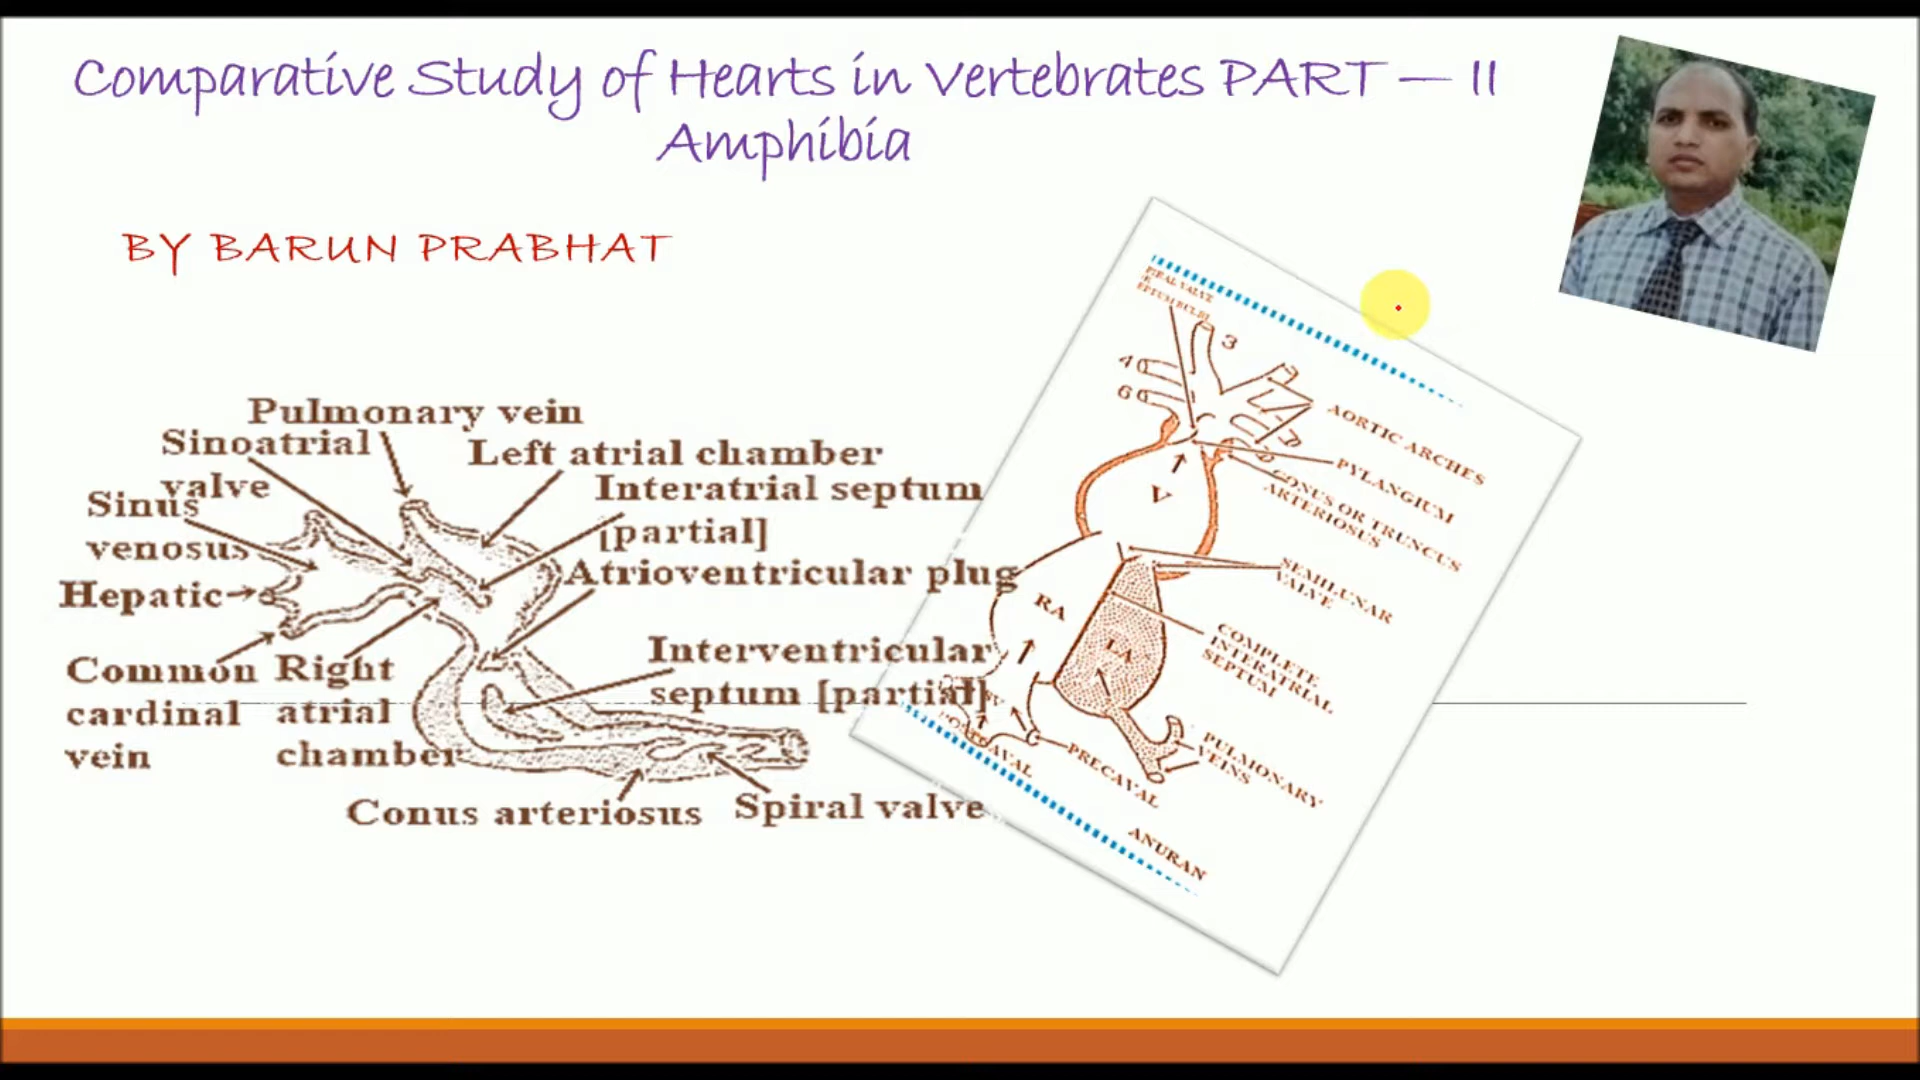 Comparative Study of Hearts in Vertebrates PART – II
Amphibia
BY BARUN PRABHAT
Pulmonary vein
Sinoatrial
valve
Left atrial chamber
Interatrial septum
[partial]
Sinus
venosus
Atrioventricular plug
Hepatic
Interventricular
septum [partial]
Common
cardinal
vein
Right
atrial
chamber
Conus arteriosus
Spiral valve
3
4
6
AORTIC ARCHES
PYLANGIUM
CONUS OR TRUNCUS
ARTERIOSUS
V
SEMILUNAR
VALVE
RA
LA
COMPLETE
INTERATRIAL
SEPTUM
PULMONARY
VEINS
PRECAVAL
ANURAN